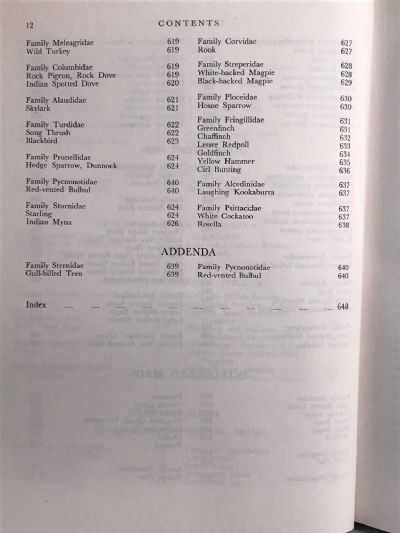 12 CONTENTS
Family Meleagridae 619
Wild Turkey 619
Family Columbidae 619
Rock Pigeon, Rock Dove 619
Indian Spotted Dove 620
Family Alaudidae 621
Skylark 621
Family Turdidae 622
Song Thrush 622
Blackbird 623
Family Prunellidae 624
Hedge Sparrow, Dunnock 624
Family Pycnonotidae 640
Red-vented Bulbul 640
Family Sturnidae 624
Starling 624
Indian Myna 626
Family Corvidae 627
Rook 627
Family Streperidae 628
White-backed Magpie 628
Black-backed Magpie 629
Family Ploceidae 630
House Sparrow 630
Family Fringillidae 631
Greenfinch 631
Chaffinch 632
Lesser Redpoll 633
Goldfinch 634
Yellow Hammer 635
Cirl Bunting 636
Family Alcedinidae 637
Laughing Kookaburra 637
Family Psittacidae 637
White Cockatoo 637
Rosella 638
ADDENDA
Family Sternidae 639
Gull-billed Tern 639
Family Pycnonotidae 640
Red-vented Bulbul 640
Index 648